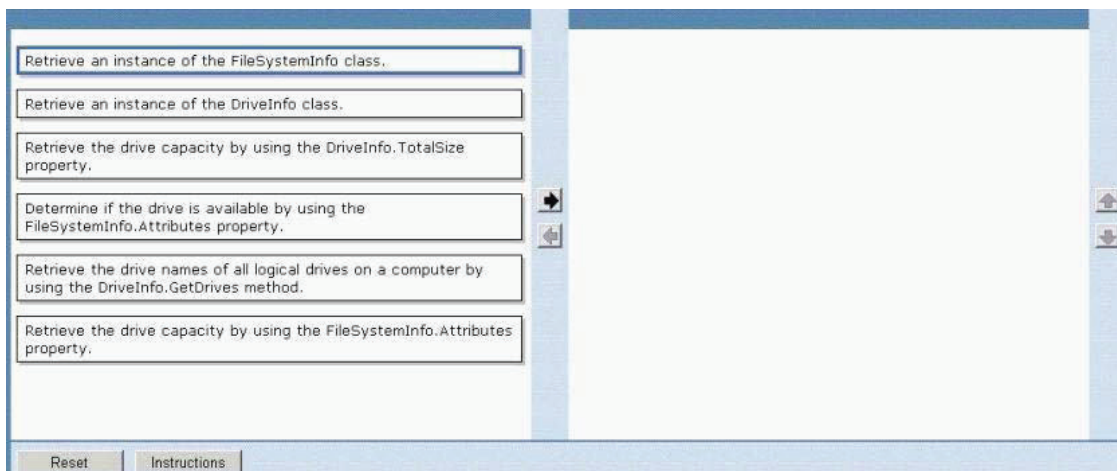 Retrieve an instance of the FileSystemInfo class.
Retrieve an instance of the DriveInfo class.
Retrieve the drive capacity by using the DriveInfo.TotalSize
property.
Determine if the drive is available by using the
FileSystemInfo.Attributes property.
Retrieve the drive names of all logical drives on a computer by
using the DriveInfo.GetDrives method.
Retrieve the drive capacity by using the FileSystemInfo.Attributes
property.
Reset
Instructions